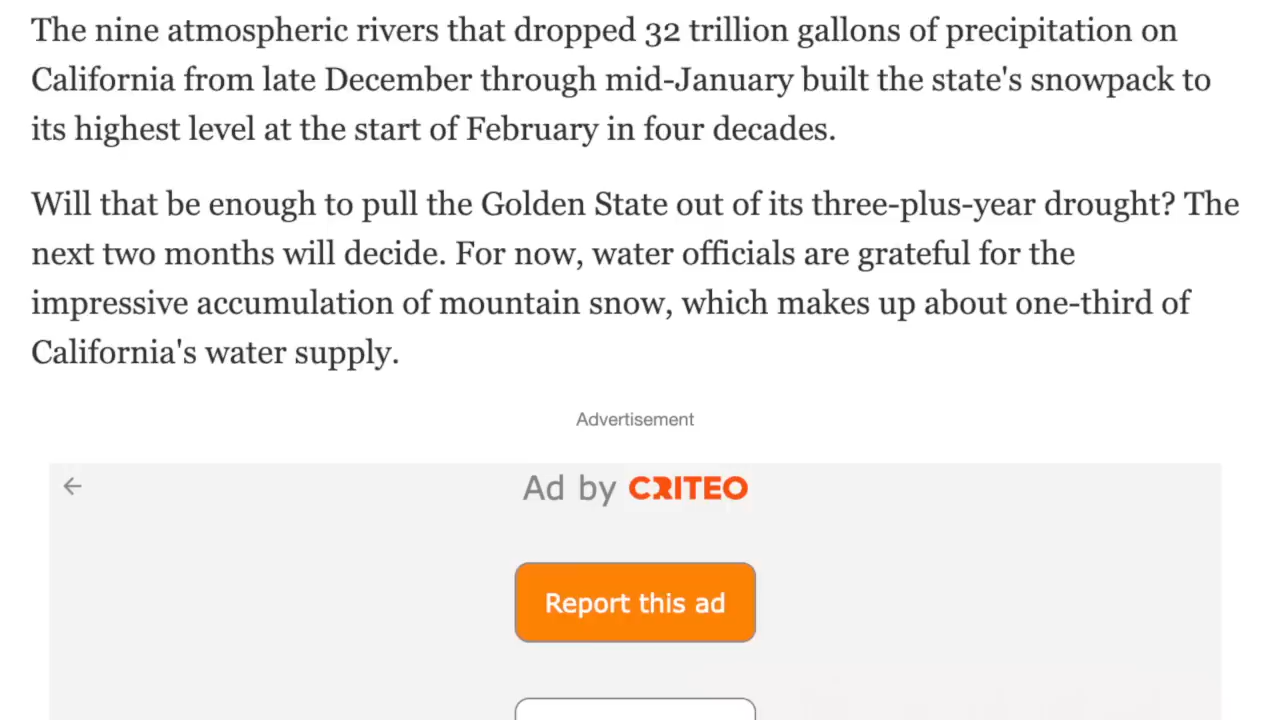 The nine atmospheric rivers that dropped 32 trillion gallons of precipitation on
California from late December through mid-January built the state's snowpack to
its highest level at the start of February in four decades.
Will that be enough to pull the Golden State out of its three-plus-year drought? The
next two months will decide. For now, water officials are grateful for the
impressive accumulation of mountain snow, which makes up about one-third of
California's water supply.
Advertisement
Ad by CRITEO
Report this ad